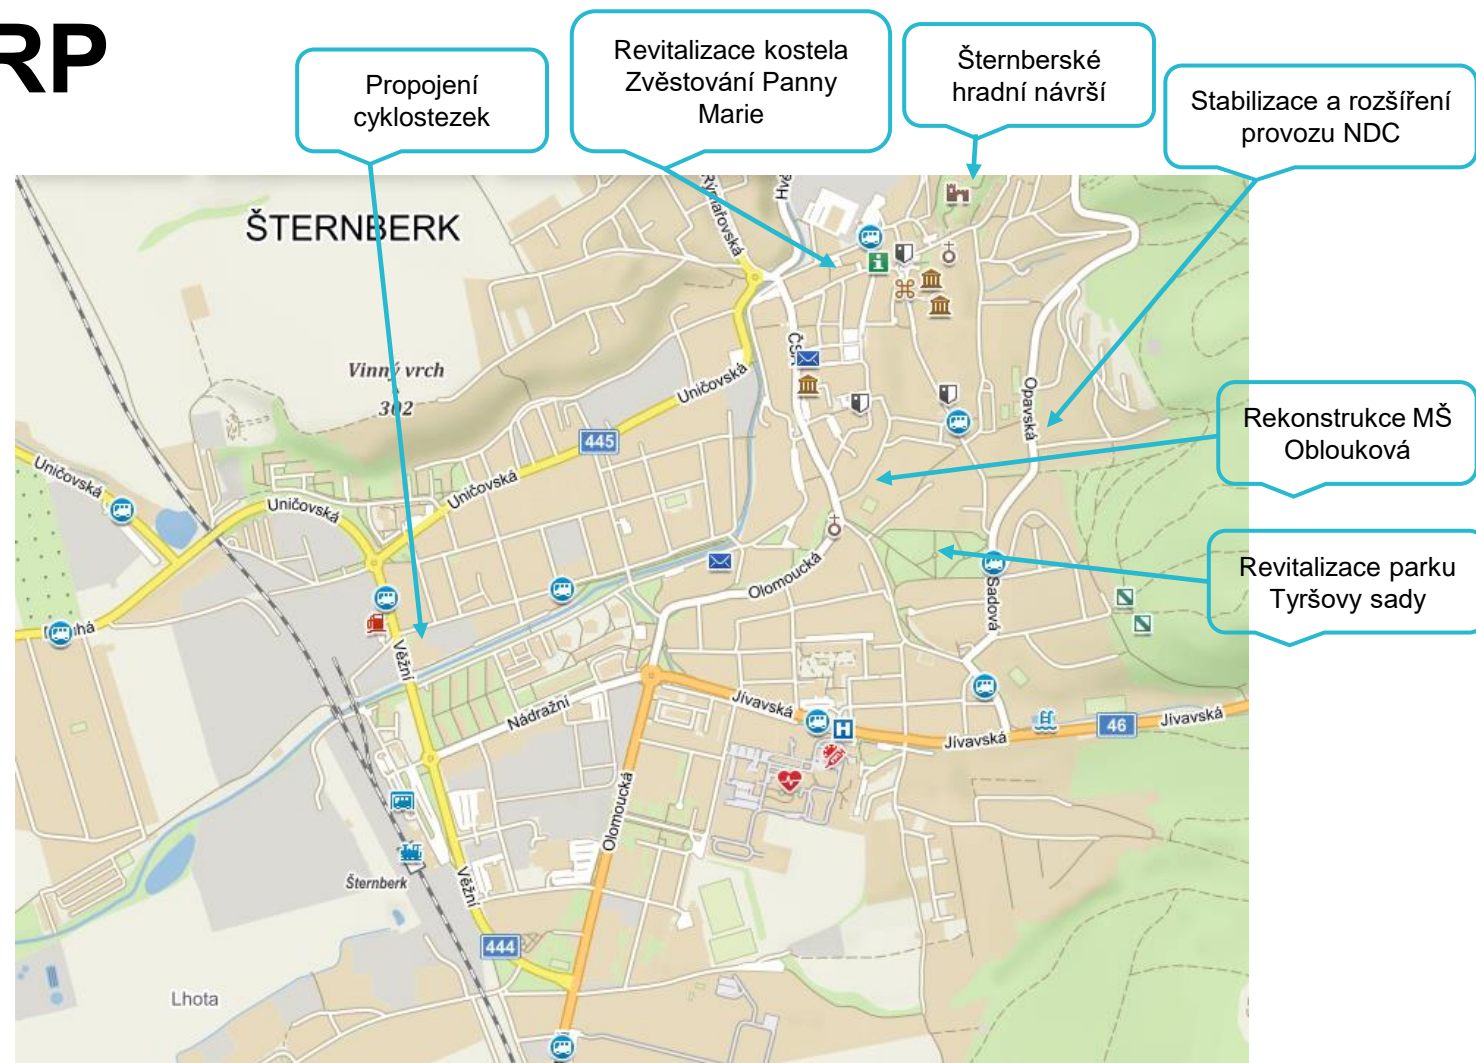 RP
Propojení
cyklostezek
Revitalizace kostela
Zvěstování Panny
Marie
Šternberské
hradní návrší
Stabilizace a rozšíření
provozu NDC
Rekonstrukce MŠ
Oblouková
Revitalizace parku
Tyršovy sady
ŠTERNBERK
Rýmařovská
Vinný vrch
302
Uničovská
445
Uničovská
Uničovská
Uničovská
Opavská
Olomoucká
Sadová
Věžní
Nádražní
Jívavská
H
46
Jívavská
Jívavská
Olomoucká
Šternberk
Věžní
444
Lhota